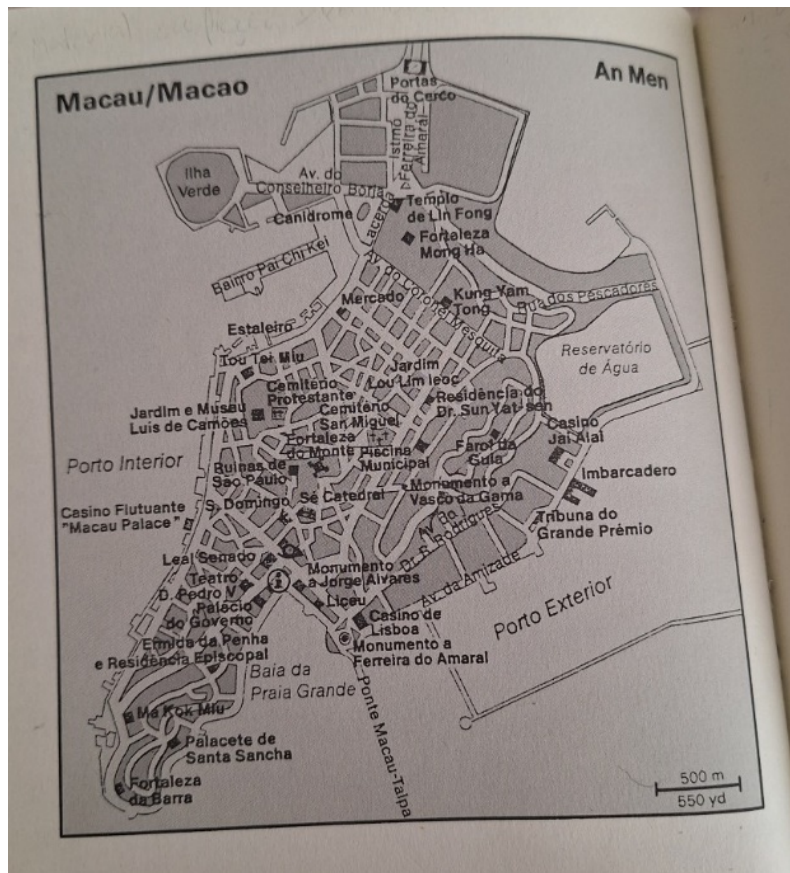 Macau/Macao
An Men
Portas
do Cerco
Istmo
Ferreira do
Amaral
Ilha
Verde
Av. do
Conselheiro Borja
Canídrome
Lacerda
Templo
de Lin Fong
Fortaleza
Mong Ha
Bairro Pai Chi Kei
Av. do Coronel Mesquita
Mercado
Kung Yam
Tong
Rua dos Pescadores
Estaleiro
Reservatório
de Água
Tou Tei Miu
Jardim
Lou Lim Ieoc
Cemitério
Protestante
Residência do
Dr. Sun Yat-sen
Jardim e Museu
Luis de Camões
Cemitério
San Miguel
Casino
Jai Alai
Fortaleza
do Monte
Piscina
Municipal
Farol da
Guia
Porto Interior
Ruinas de
São Paulo
Imbarcadero
S. Domingo
Sé Catedral
Monumento a
Vasco da Gama
Casino Flutuante
"Macau Palace"
Av. do
Dr. R. Rodrigues
Tribuna do
Grande Prémio
Leal Senado
Monumento
a Jorge Alvares
Teatro
D. Pedro V
Av. da Amizade
Liceu
Palácio
do Governo
Casino de
Lisboa
Porto Exterior
Ermida da Penha
e Residência Episcopal
Monumento a
Ferreira do Amaral
Baia da
Praia Grande
Ponte Macau-Taipa
Ma Kok Miu
Palacete de
Santa Sancha
Fortaleza
da Barra
500 m
550 yd